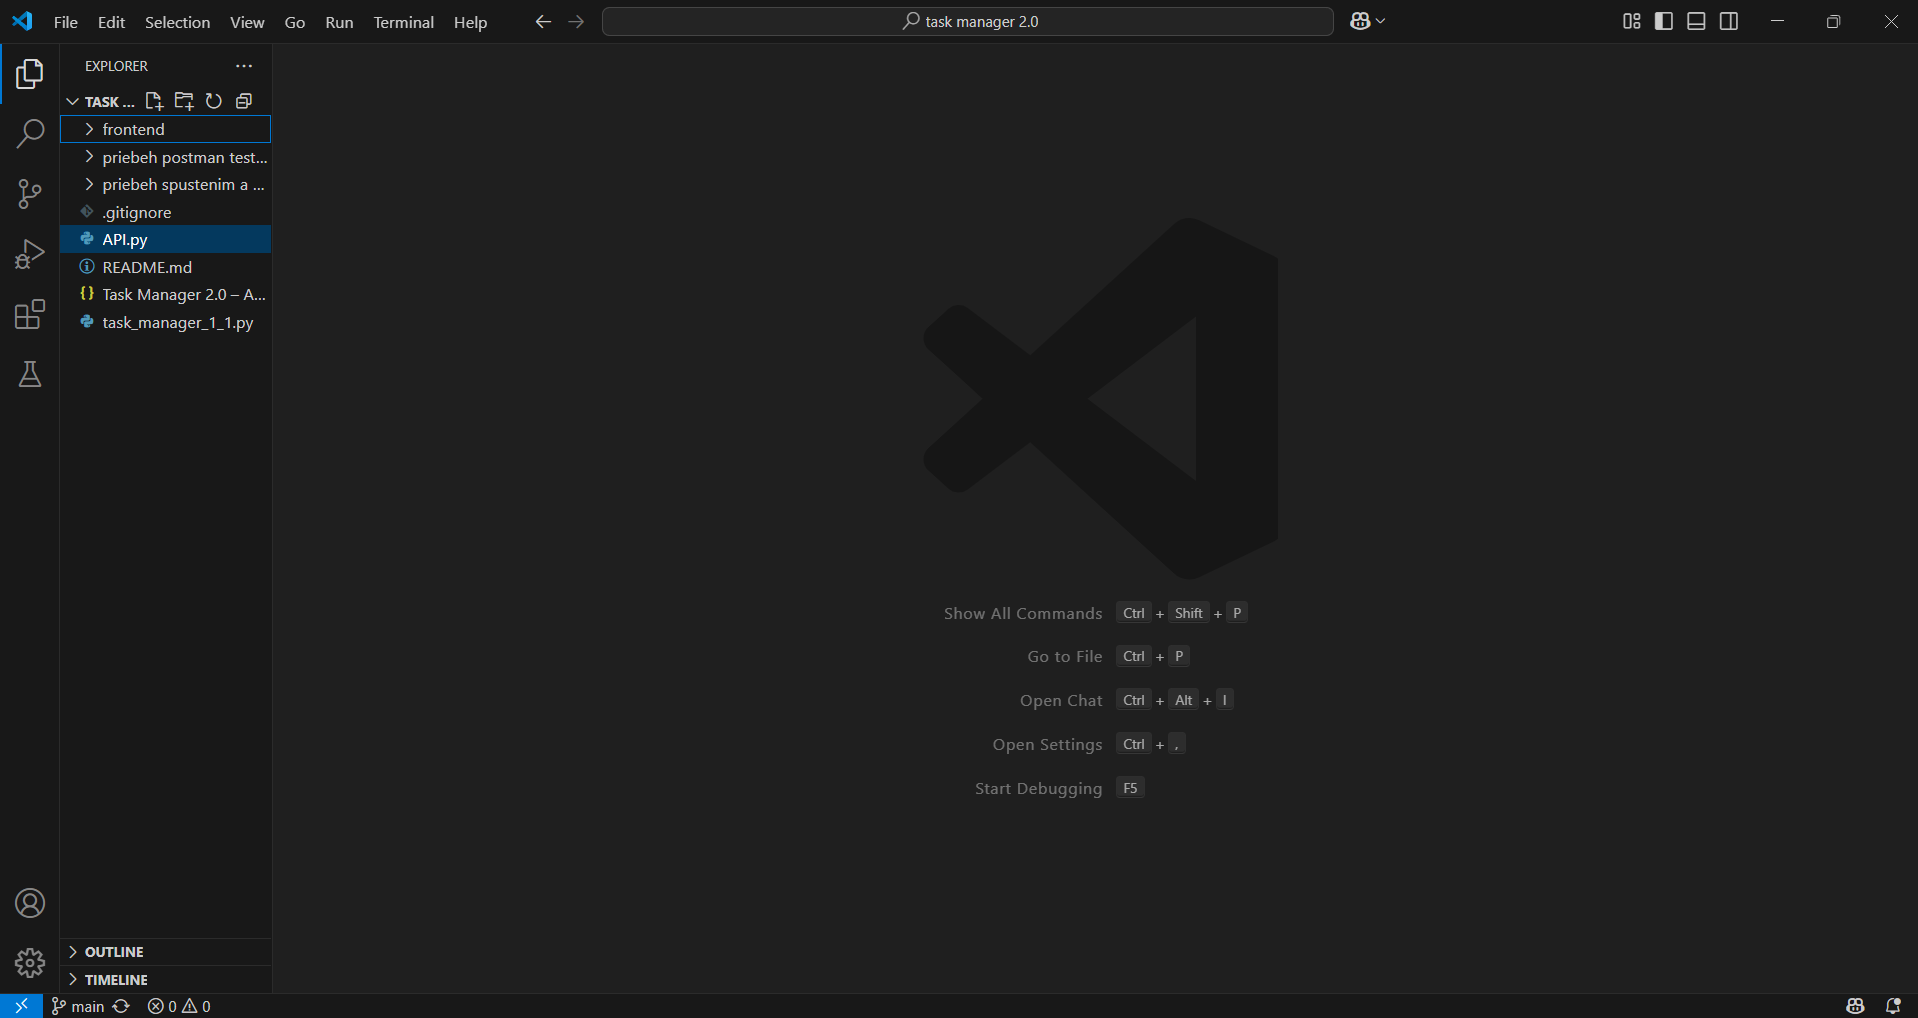 File Edit Selection View Go Run Terminal Help
task manager 2.0
EXPLORER
TASK ...
frontend
priebeh postman test...
priebeh spustenim a ...
.gitignore
API.py
README.md
{} Task Manager 2.0 – A...
task_manager_1_1.py
Show All Commands Ctrl + Shift + P
Go to File Ctrl + P
Open Chat Ctrl + Alt + I
Open Settings Ctrl + ,
Start Debugging F5
OUTLINE
TIMELINE
main 0 0